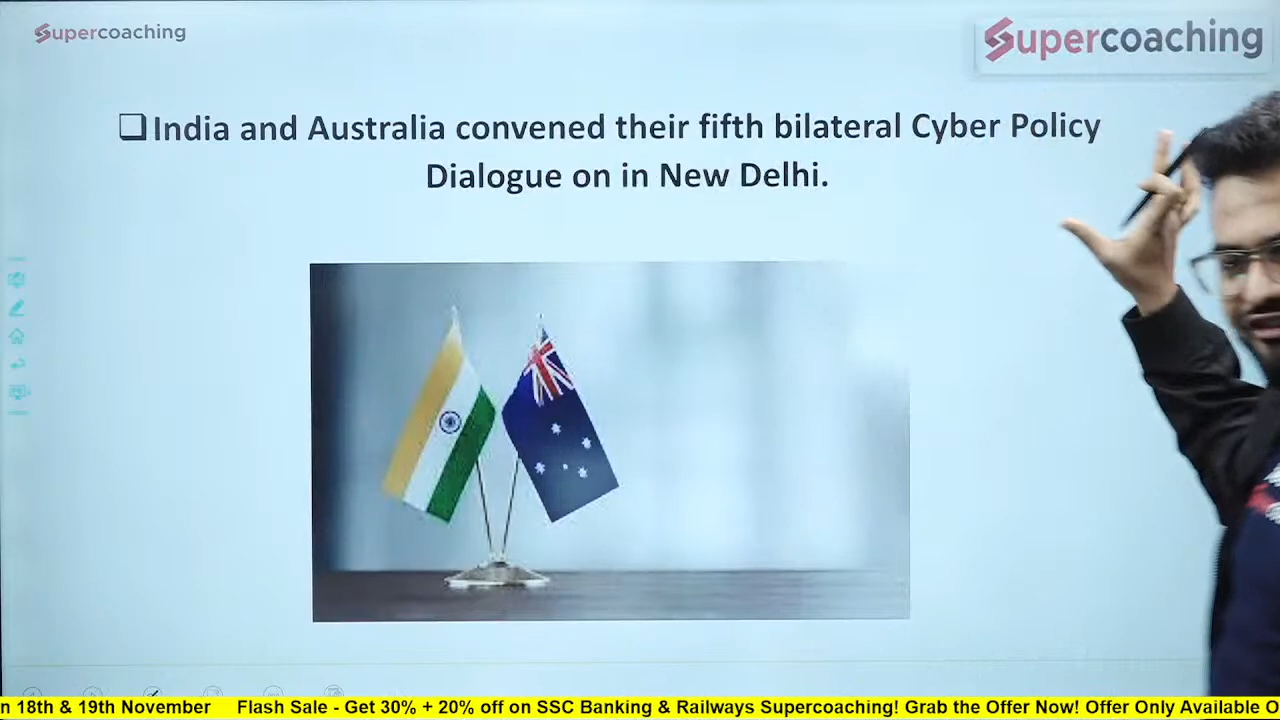 Supercoaching
Supercoaching
❑India and Australia convened their fifth bilateral Cyber Policy
Dialogue on in New Delhi.
n 18th & 19th November Flash Sale - Get 30% + 20% off on SSC Banking & Railways Supercoaching! Grab the Offer Now! Offer Only Available O